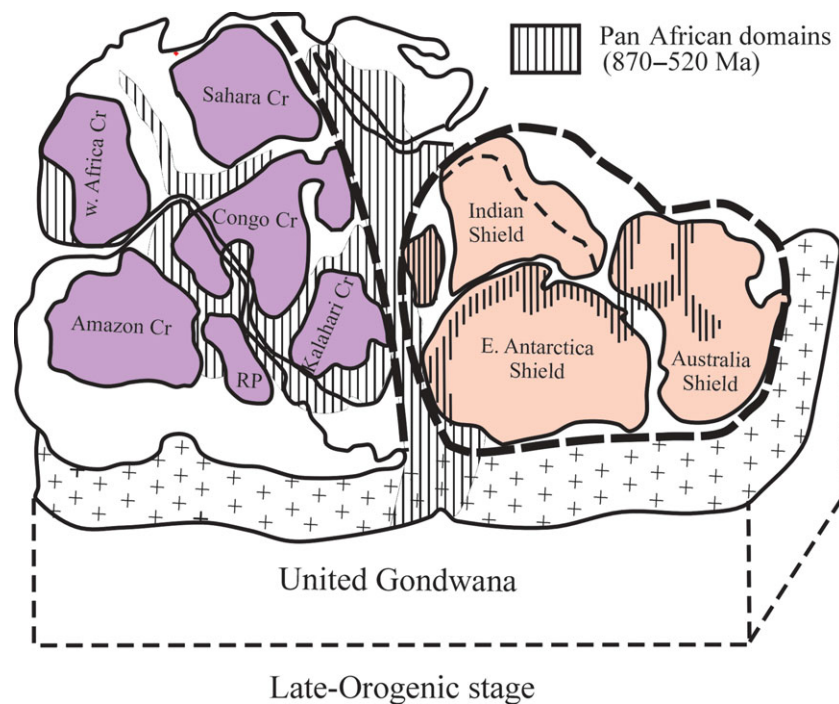 Pan African domains
(870–520 Ma)
Sahara Cr
w. Africa Cr
Congo Cr
Indian
Shield
Amazon Cr
Kalahari Cr
RP
E. Antarctica
Shield
Australia
Shield
United Gondwana
Late-Orogenic stage